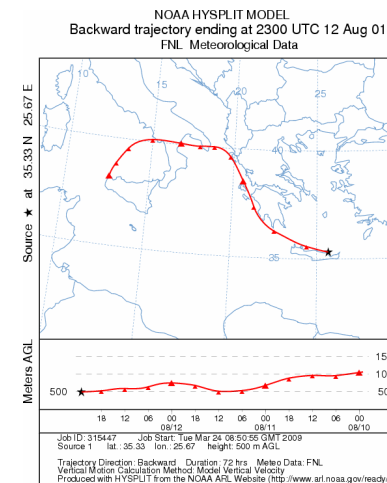 NOAA HYSPLIT MODEL
Backward trajectory ending at 2300 UTC 12 Aug 01
FNL Meteorological Data
Source ★ at 35.33 N 25.67 E
10
15
20
25
40
35
Meters AGL
500
15
10
50
18 12 06 00 18 12 06 00 18 12 06 00
08/12 08/11 08/10
Job ID: 315447 Job Start: Tue Mar 24 08:50:55 GMT 2009
Source 1 lat.: 35.33 lon.: 25.67 height: 500 m AGL
Trajectory Direction: Backward Duration: 72 hrs Meteo Data: FNL
Vertical Motion Calculation Method: Model Vertical Velocity
Produced with HYSPLIT from the NOAA ARL Website (http://www.arl.noaa.gov/ready